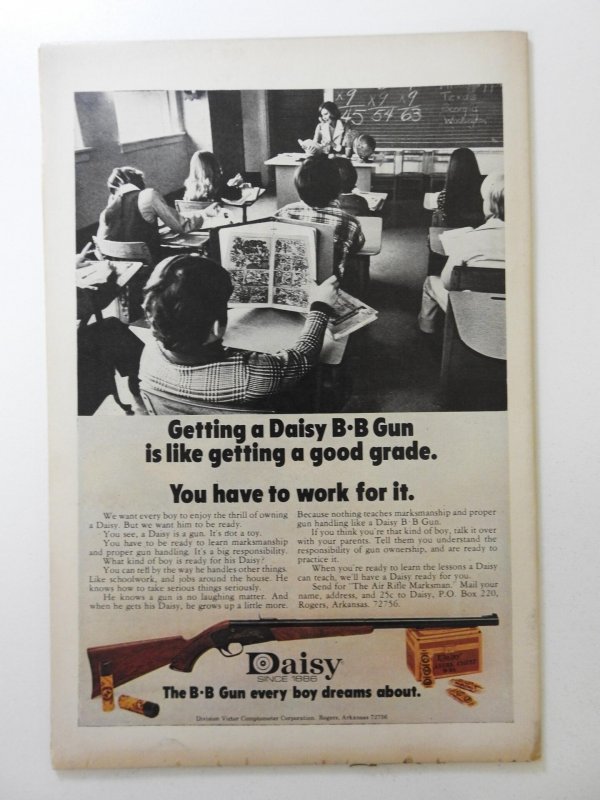 x9 x9 x9
45 54 63
Texas
Georgia
Washington
Getting a Daisy B·B Gun
is like getting a good grade.
You have to work for it.
We want every boy to enjoy the thrill of owning
a Daisy. But we want him to be ready.
You see, a Daisy is a gun. It's not a toy.
You have to be ready to learn marksmanship
and proper gun handling. It's a big responsibility.
What kind of boy is ready for his Daisy?
You can tell by the way he handles other things.
Like schoolwork, and jobs around the house. He
knows how to take serious things seriously.
He knows a gun is no laughing matter. And
when he gets his Daisy, he grows up a little more.
Because nothing teaches marksmanship and proper
gun handling like a Daisy B·B Gun.
If you think you're that kind of boy, talk it over
with your parents. Tell them you understand the
responsibility of gun ownership, and are ready to
practice it.
When you're ready to learn the lessons a Daisy
can teach, we'll have a Daisy ready for you.
Send for "The Air Rifle Marksman." Mail your
name, address, and 25c to Daisy, P.O. Box 220,
Rogers, Arkansas. 72756.
Daisy
SINCE 1886
The B·B Gun every boy dreams about.
Division Victor Comptometer Corporation. Rogers, Arkansas 72756